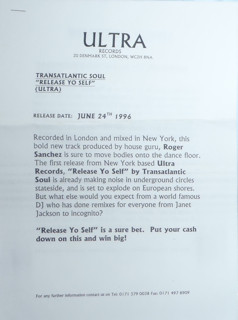 ULTRA
RECORDS
TRANSATLANTIC SOUL
"RELEASE YO SELF"
(ULTRA)
RELEASE DATE: JUNE 24TH 1996
Recorded in London and mixed in New York, this
bold new track produced by house guru, Roger
Sanchez is sure to move bodies onto the dance floor.
The first release from New York based Ultra
Records, "Release Yo Self" by Transatlantic
Soul is already making noise in underground circles
stateside, and is set to explode on European shores.
But what else would you expect from a world famous
DJ who has done remixes for everyone from Janet
Jackson to incognito?
"Release Yo Self" is a sure bet. Put your cash
down on this and win big!
For any further information contact us on Tel: 0171 379 Fax: 0171 497